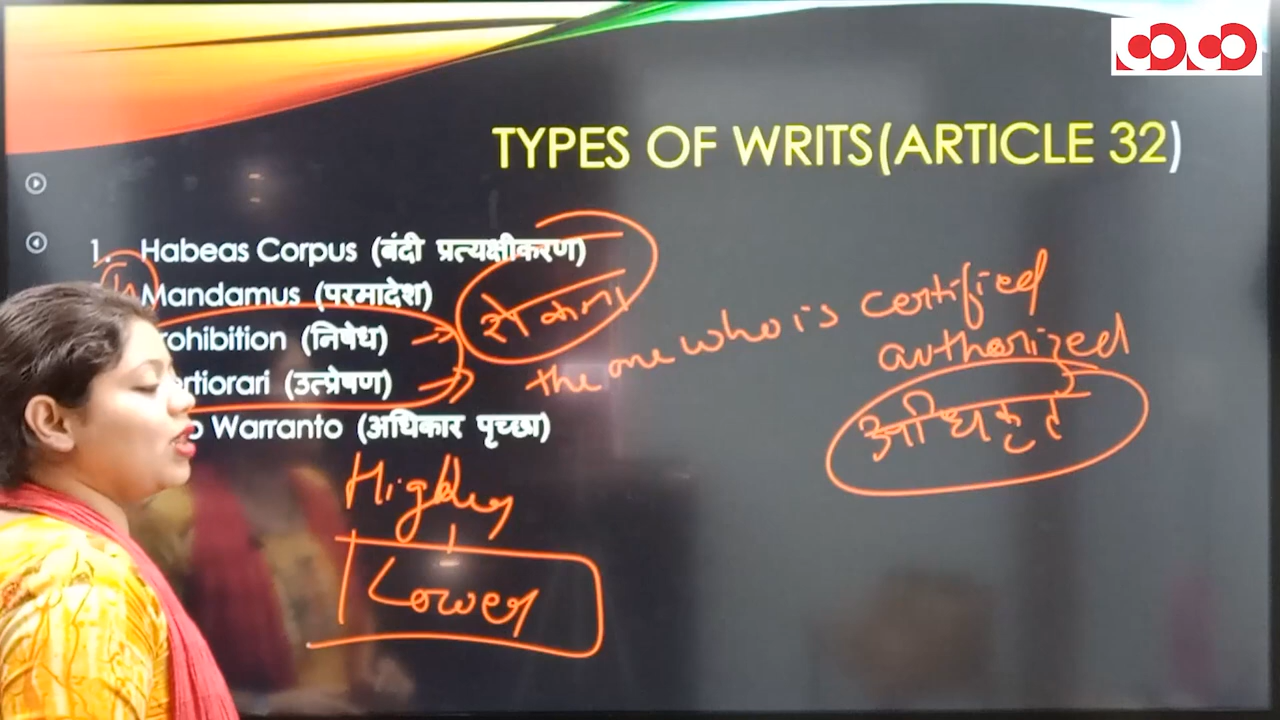 TYPES OF WRITS(ARTICLE 32)
1. Habeas Corpus (बंदी प्रत्यक्षीकरण)
Mandamus (परमादेश)
rohibition (निषेध) → रोकना
ertiorari (उत्प्रेषण) → the one who is certified
authorized
अधिकृत
o Warranto (अधिकार पृच्छा)
Higher
Lower